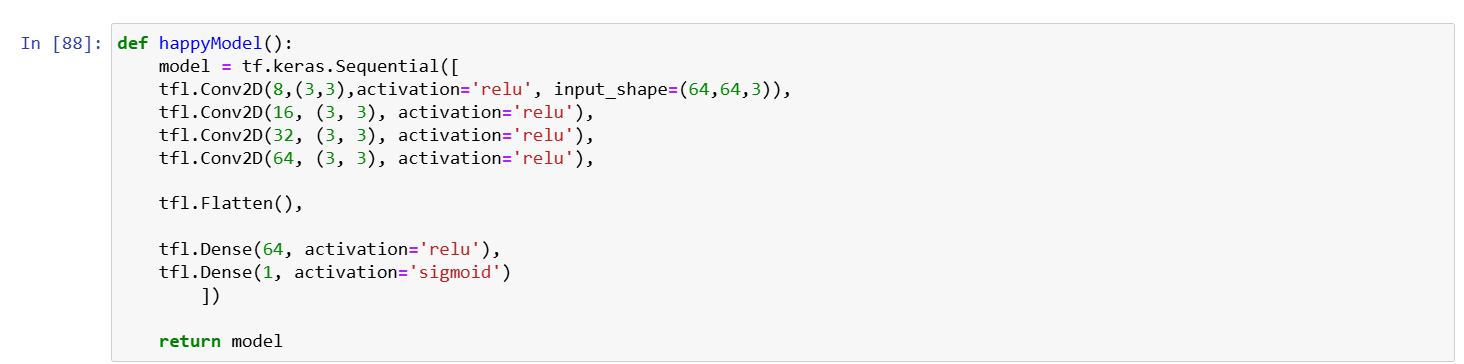 In [88]: def happyModel():
    model = tf.keras.Sequential([
    tfl.Conv2D(8,(3,3),activation='relu', input_shape=(64,64,3)),
    tfl.Conv2D(16, (3, 3), activation='relu'),
    tfl.Conv2D(32, (3, 3), activation='relu'),
    tfl.Conv2D(64, (3, 3), activation='relu'),
    tfl.Flatten(),
    tfl.Dense(64, activation='relu'),
    tfl.Dense(1, activation='sigmoid')
        ])
    return model